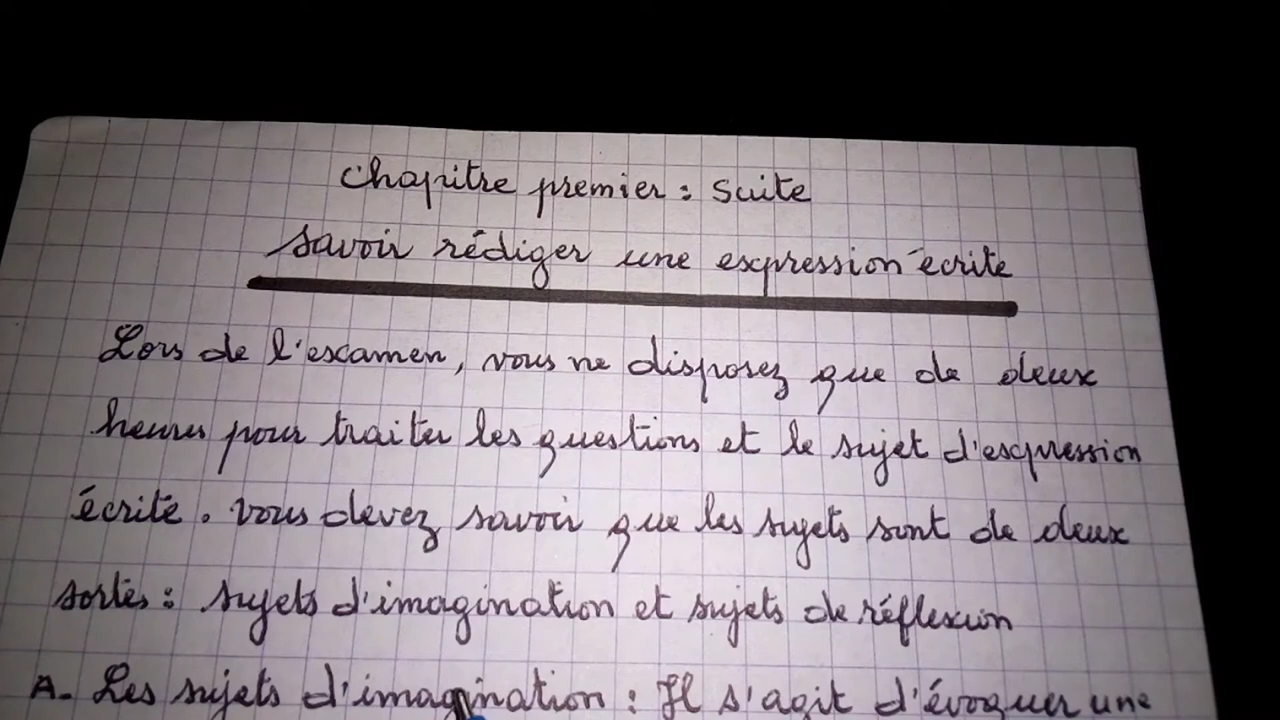 Chapitre premier : Suite
savoir rédiger une expression écrite
Lors de l'examen, vous ne disposez que de deux
heures pour traiter les questions et le sujet d'expression
écrite. Vous devez savoir que les sujets sont de deux
sortes : sujets d'imagination et sujets de réflexion
A. Les sujets d'imagination : Il s'agit d'évoquer une